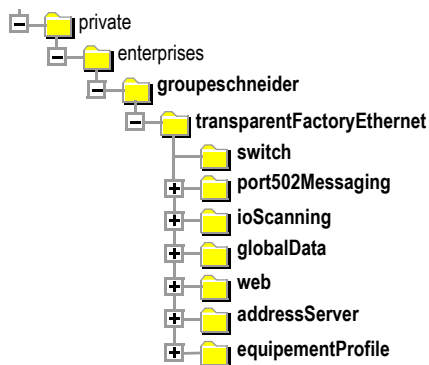 private
enterprises
groupeschneider
transparentFactoryEthernet
switch
port502Messaging
ioScanning
globalData
web
addressServer
equipementProfile